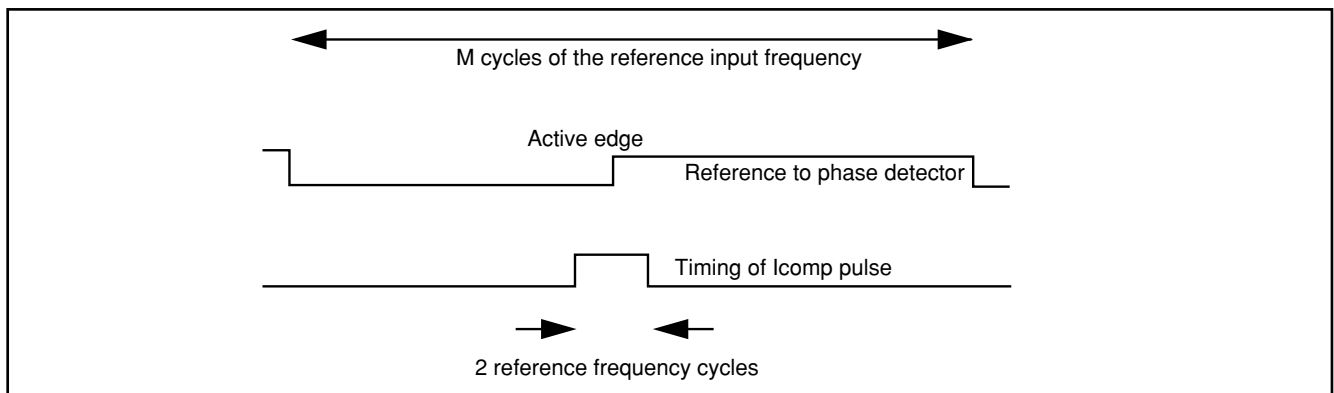 M cycles of the reference input frequency
Active edge
Reference to phase detector
Timing of Icomp pulse
2 reference frequency cycles